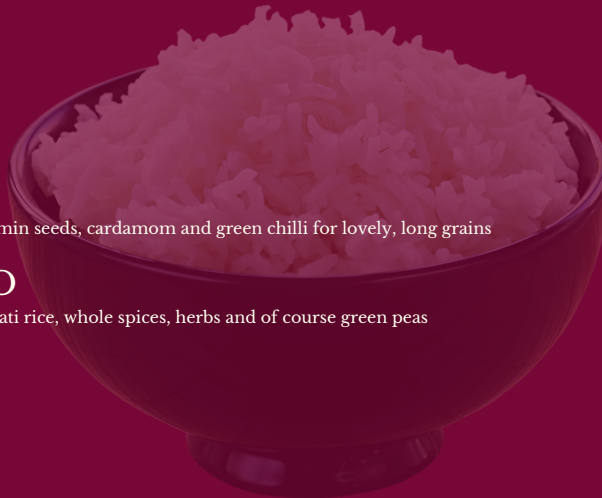 min seeds, cardamom and green chilli for lovely, long grains
O
ati rice, whole spices, herbs and of course green peas